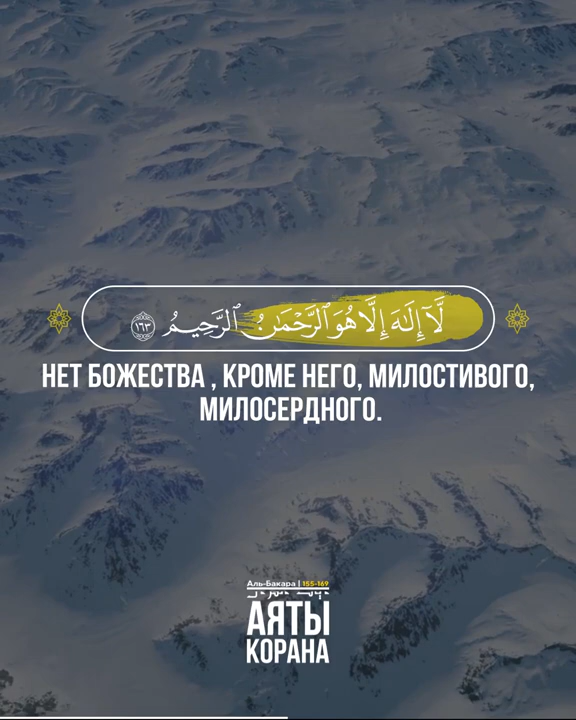 لَّآ إِلَٰهَ إِلَّا هُوَ ٱلرَّحْمَٰنُ ٱلرَّحِيمُ ١٦٣
НЕТ БОЖЕСТВА , КРОМЕ НЕГО, МИЛОСТИВОГО,
МИЛОСЕРДНОГО.
Аль-Бакара | 155-169
АЯТЫ
КОРАНА